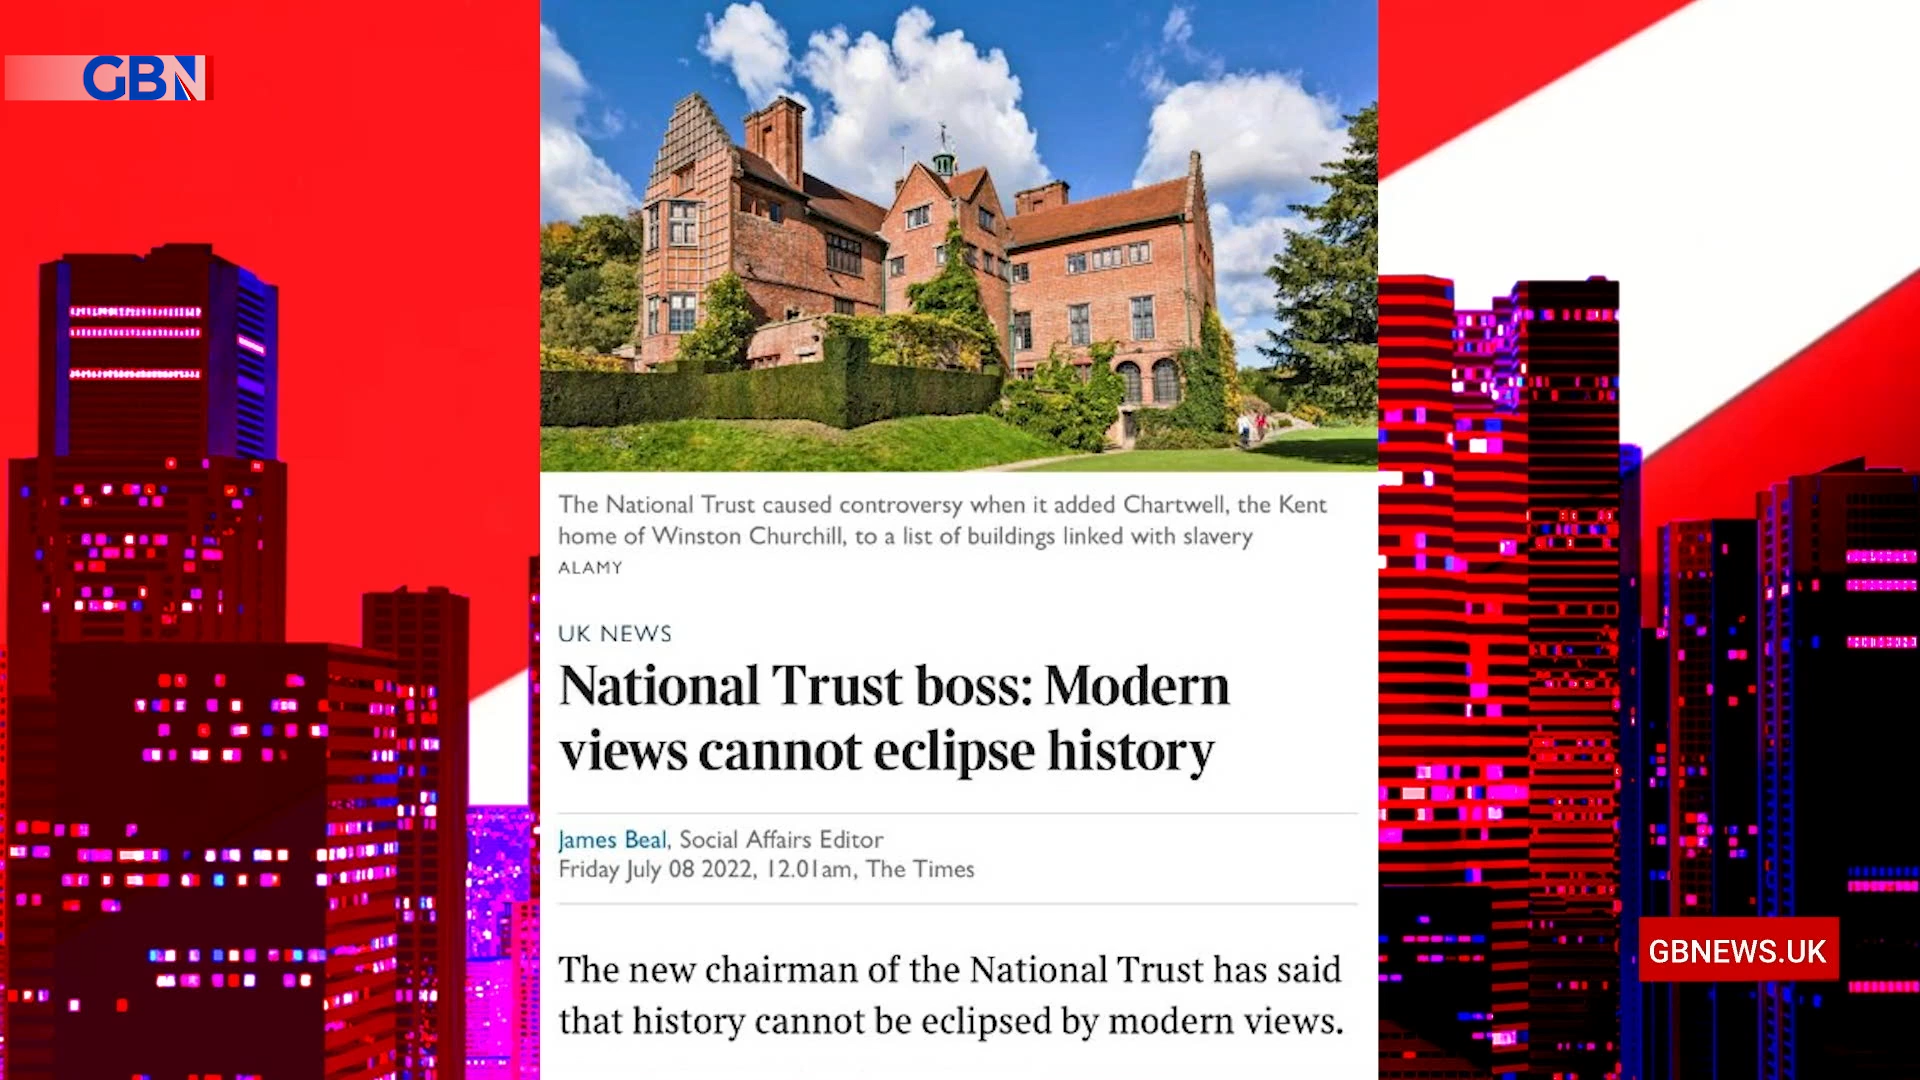 GBN
The National Trust caused controversy when it added Chartwell, the Kent
home of Winston Churchill, to a list of buildings linked with slavery
ALAMY
UK NEWS
National Trust boss: Modern
views cannot eclipse history
James Beal, Social Affairs Editor
Friday July 08 2022, 12.01am, The Times
GBNEWS.UK
The new chairman of the National Trust has said
that history cannot be eclipsed by modern views.